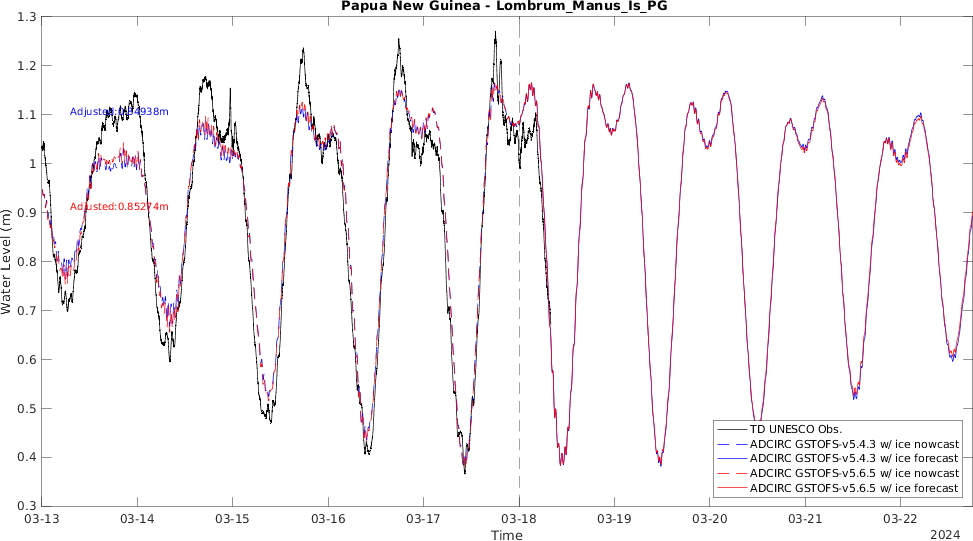 Papua New Guinea - Lombrum_Manus_Is_PG
1.3
1.2
1.1
1
0.9
0.8
0.7
0.6
0.5
0.4
0.3
Water Level (m)
Adjusted:0.94938m
Adjusted:0.85274m
TD UNESCO Obs.
ADCIRC GSTOFS-v5.4.3 w/ ice nowcast
ADCIRC GSTOFS-v5.4.3 w/ ice forecast
ADCIRC GSTOFS-v5.6.5 w/ ice nowcast
ADCIRC GSTOFS-v5.6.5 w/ ice forecast
03-13 03-14 03-15 03-16 03-17 03-18 03-19 03-20 03-21 03-22
Time
2024